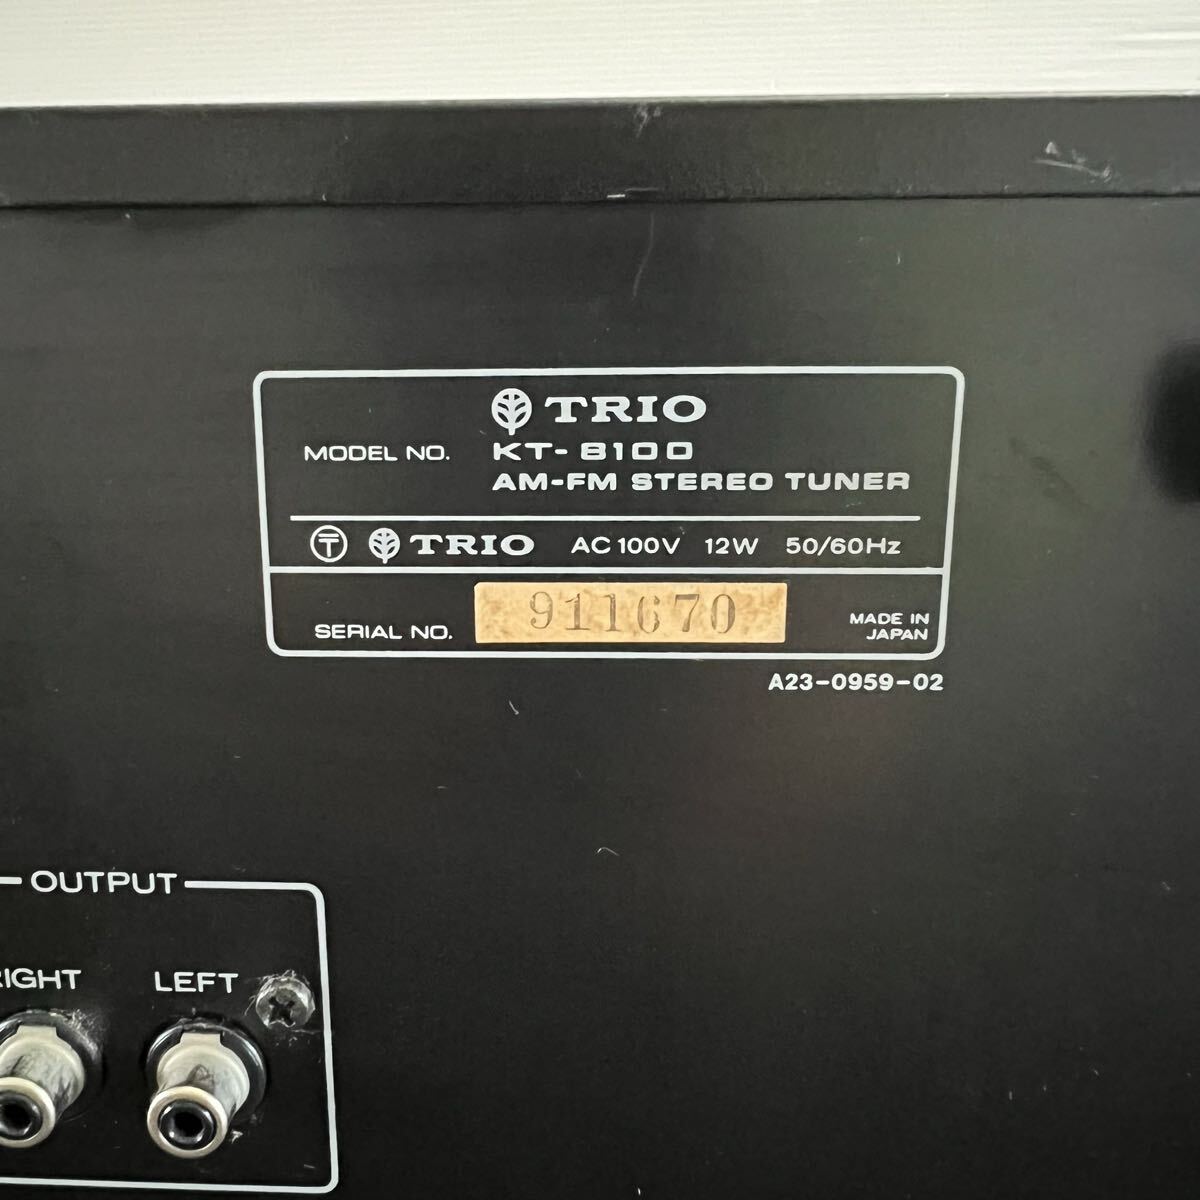 TRIO
MODEL NO. KT-8100
AM-FM STEREO TUNER
〒 TRIO AC 100V 12W 50/60Hz
SERIAL NO. 911670 MADE IN JAPAN
A23-0959-02
OUTPUT
RIGHT LEFT